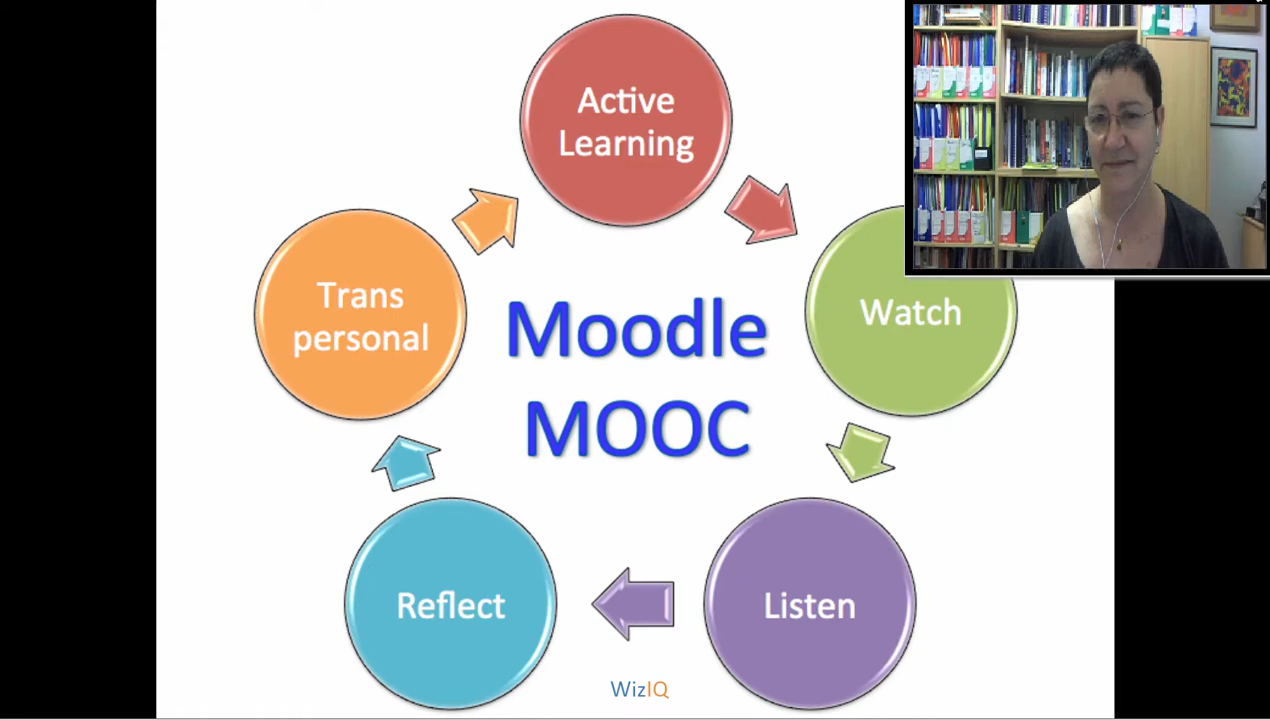 Active
Learning
Watch
Listen
Reflect
Trans
personal
Moodle
MOOC
WizIQ